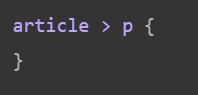 article > p {
}